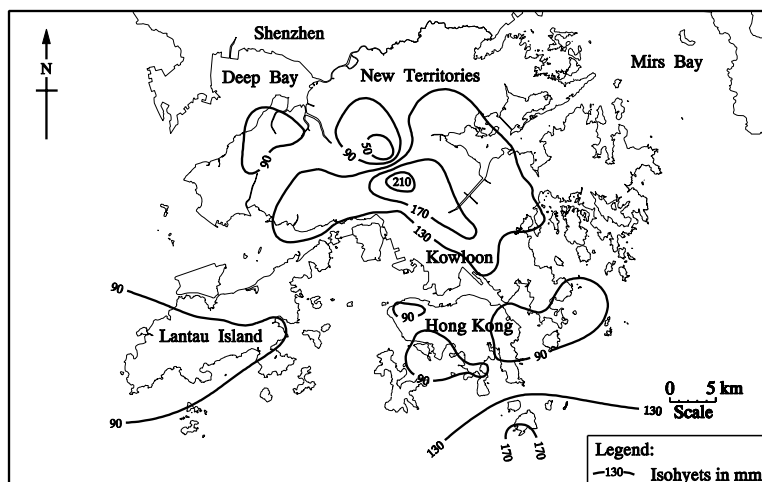 Shenzhen
N
Deep Bay
New Territories
Mirs Bay
90
90
50
210
170
130
Kowloon
90
Lantau Island
90
Hong Kong
90
90
0 5 km
Scale
90
130
130
170
170
Legend:
130 Isohyets in mm